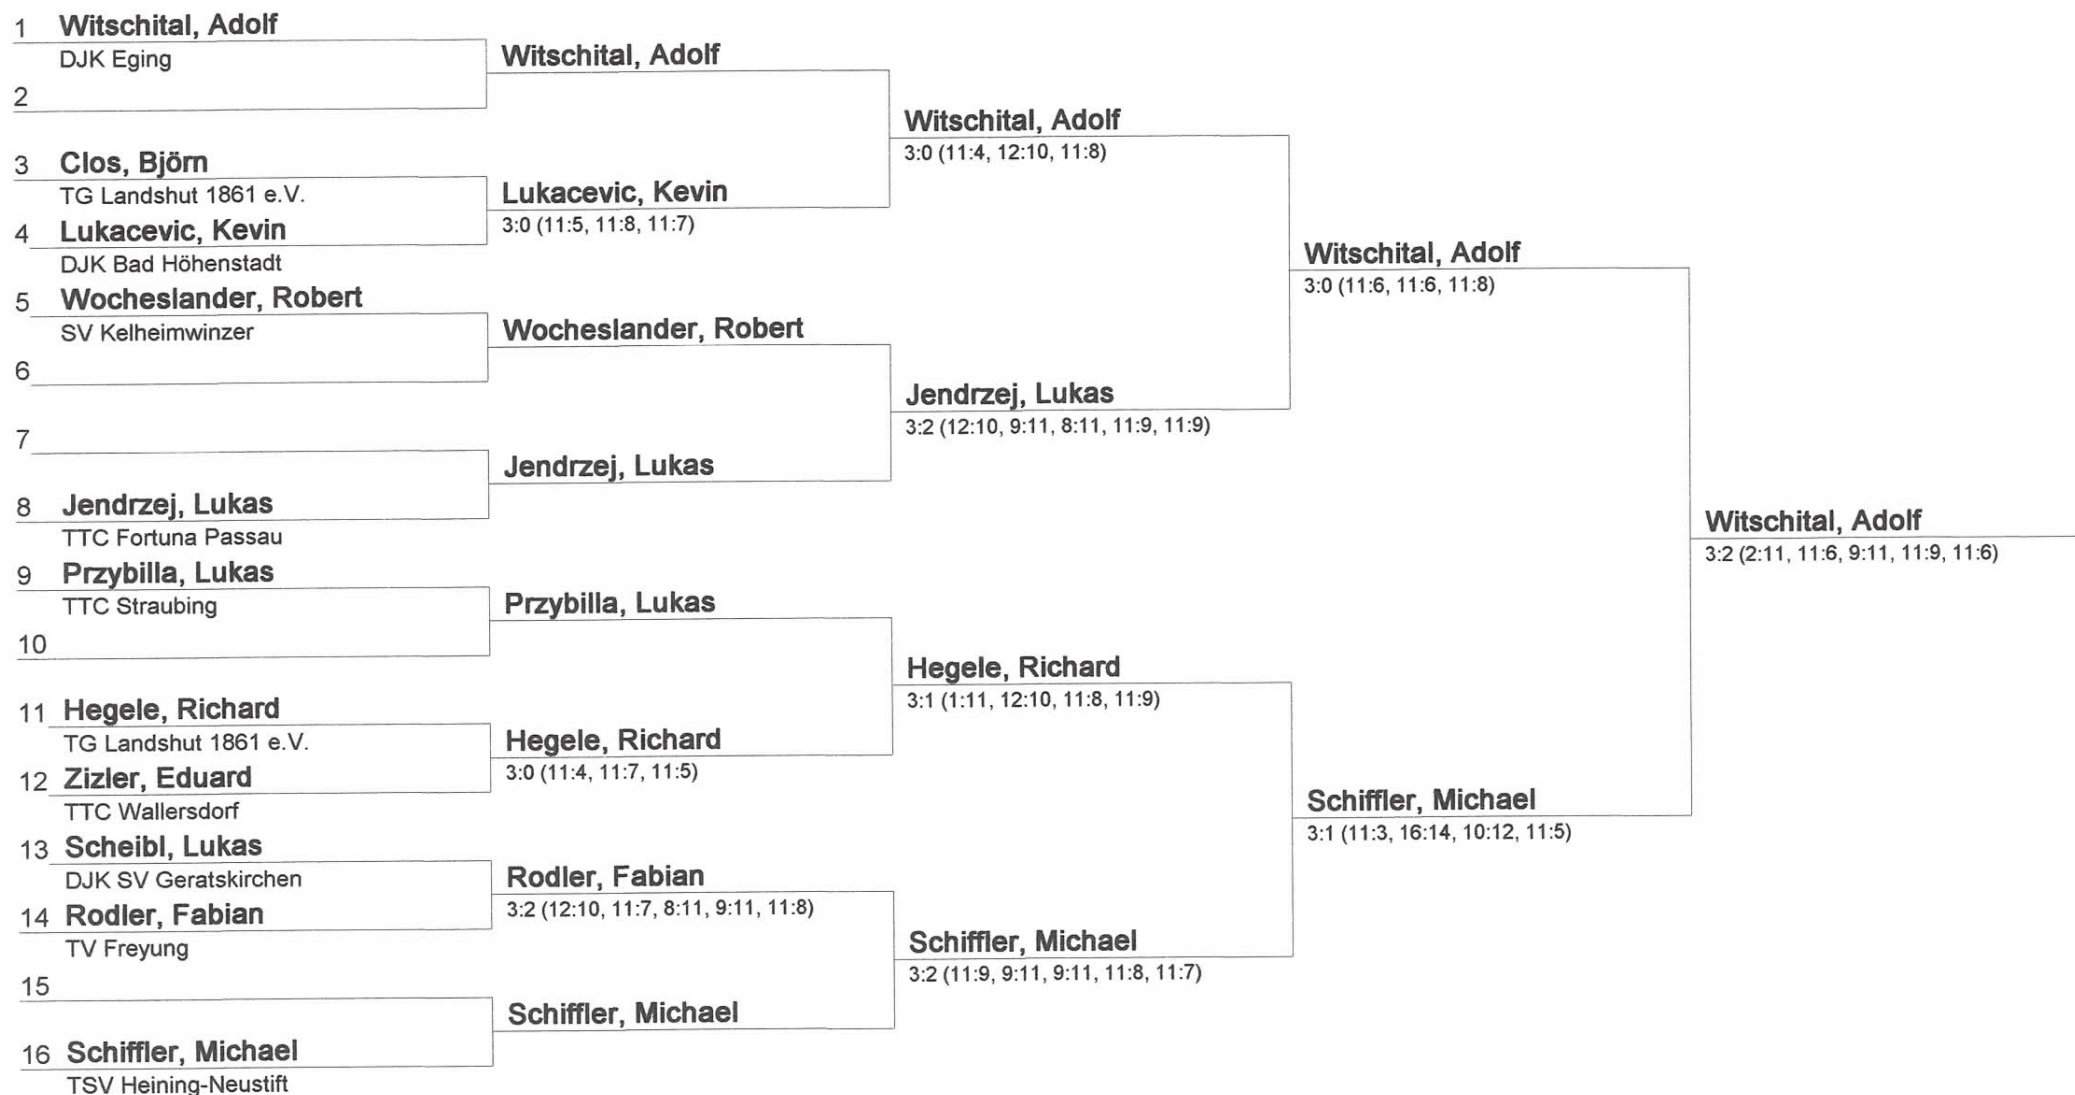 1 Witschital, Adolf
DJK Eging
2
3 Clos, Björn
TG Landshut 1861 e.V.
4 Lukacevic, Kevin
DJK Bad Höhenstadt
5 Wocheslander, Robert
SV Kelheimwinzer
6
7
8 Jendrzej, Lukas
TTC Fortuna Passau
9 Przybilla, Lukas
TTC Straubing
10
11 Hegele, Richard
TG Landshut 1861 e.V.
12 Zizler, Eduard
TTC Wallersdorf
13 Scheibl, Lukas
DJK SV Geratskirchen
14 Rodler, Fabian
TV Freyung
15
16 Schiffler, Michael
TSV Heining-Neustift
Witschital, Adolf
Lukacevic, Kevin
3:0 (11:5, 11:8, 11:7)
Wocheslander, Robert
Jendrzej, Lukas
Przybilla, Lukas
Hegele, Richard
3:0 (11:4, 11:7, 11:5)
Rodler, Fabian
3:2 (12:10, 11:7, 8:11, 9:11, 11:8)
Schiffler, Michael
Witschital, Adolf
3:0 (11:4, 12:10, 11:8)
Jendrzej, Lukas
3:2 (12:10, 9:11, 8:11, 11:9, 11:9)
Hegele, Richard
3:1 (1:11, 12:10, 11:8, 11:9)
Schiffler, Michael
3:2 (11:9, 9:11, 9:11, 11:8, 11:7)
Witschital, Adolf
3:0 (11:6, 11:6, 11:8)
Schiffler, Michael
3:1 (11:3, 16:14, 10:12, 11:5)
Witschital, Adolf
3:2 (2:11, 11:6, 9:11, 11:9, 11:6)